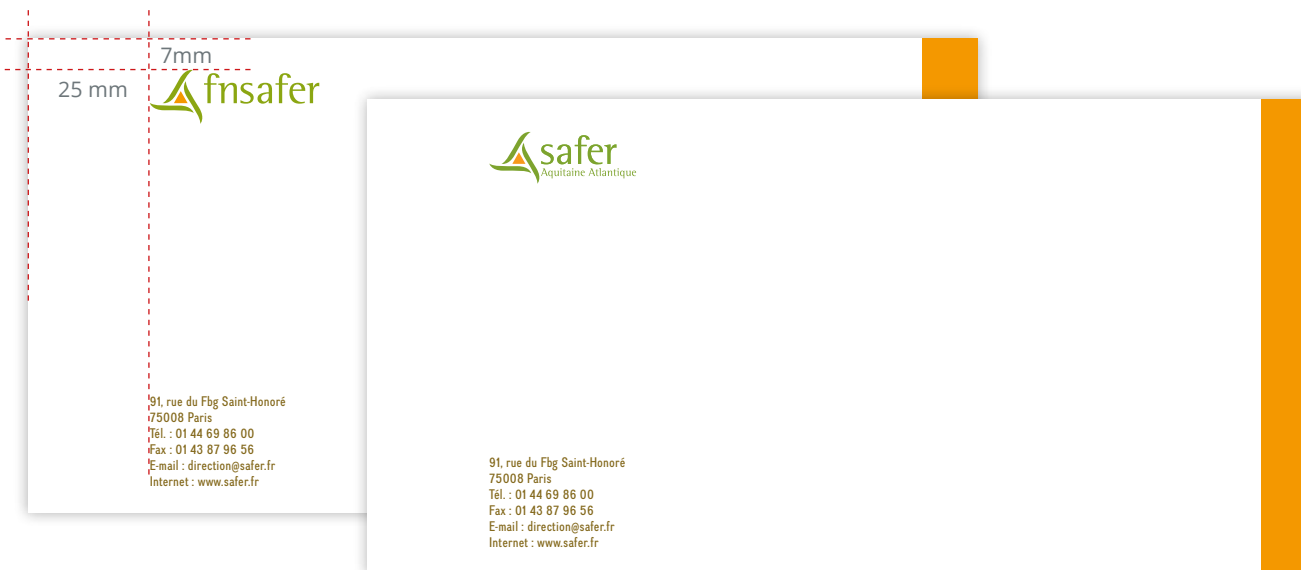 7mm
25 mm
fnsafer
91, rue du Fbg Saint-Honoré
75008 Paris
Tél. : 01 44 69 86 00
Fax : 01 43 87 96 56
E-mail : direction@safer.fr
Internet : www.safer.fr
safer
Aquitaine Atlantique
91, rue du Fbg Saint-Honoré
75008 Paris
Tél. : 01 44 69 86 00
Fax : 01 43 87 96 56
E-mail : direction@safer.fr
Internet : www.safer.fr